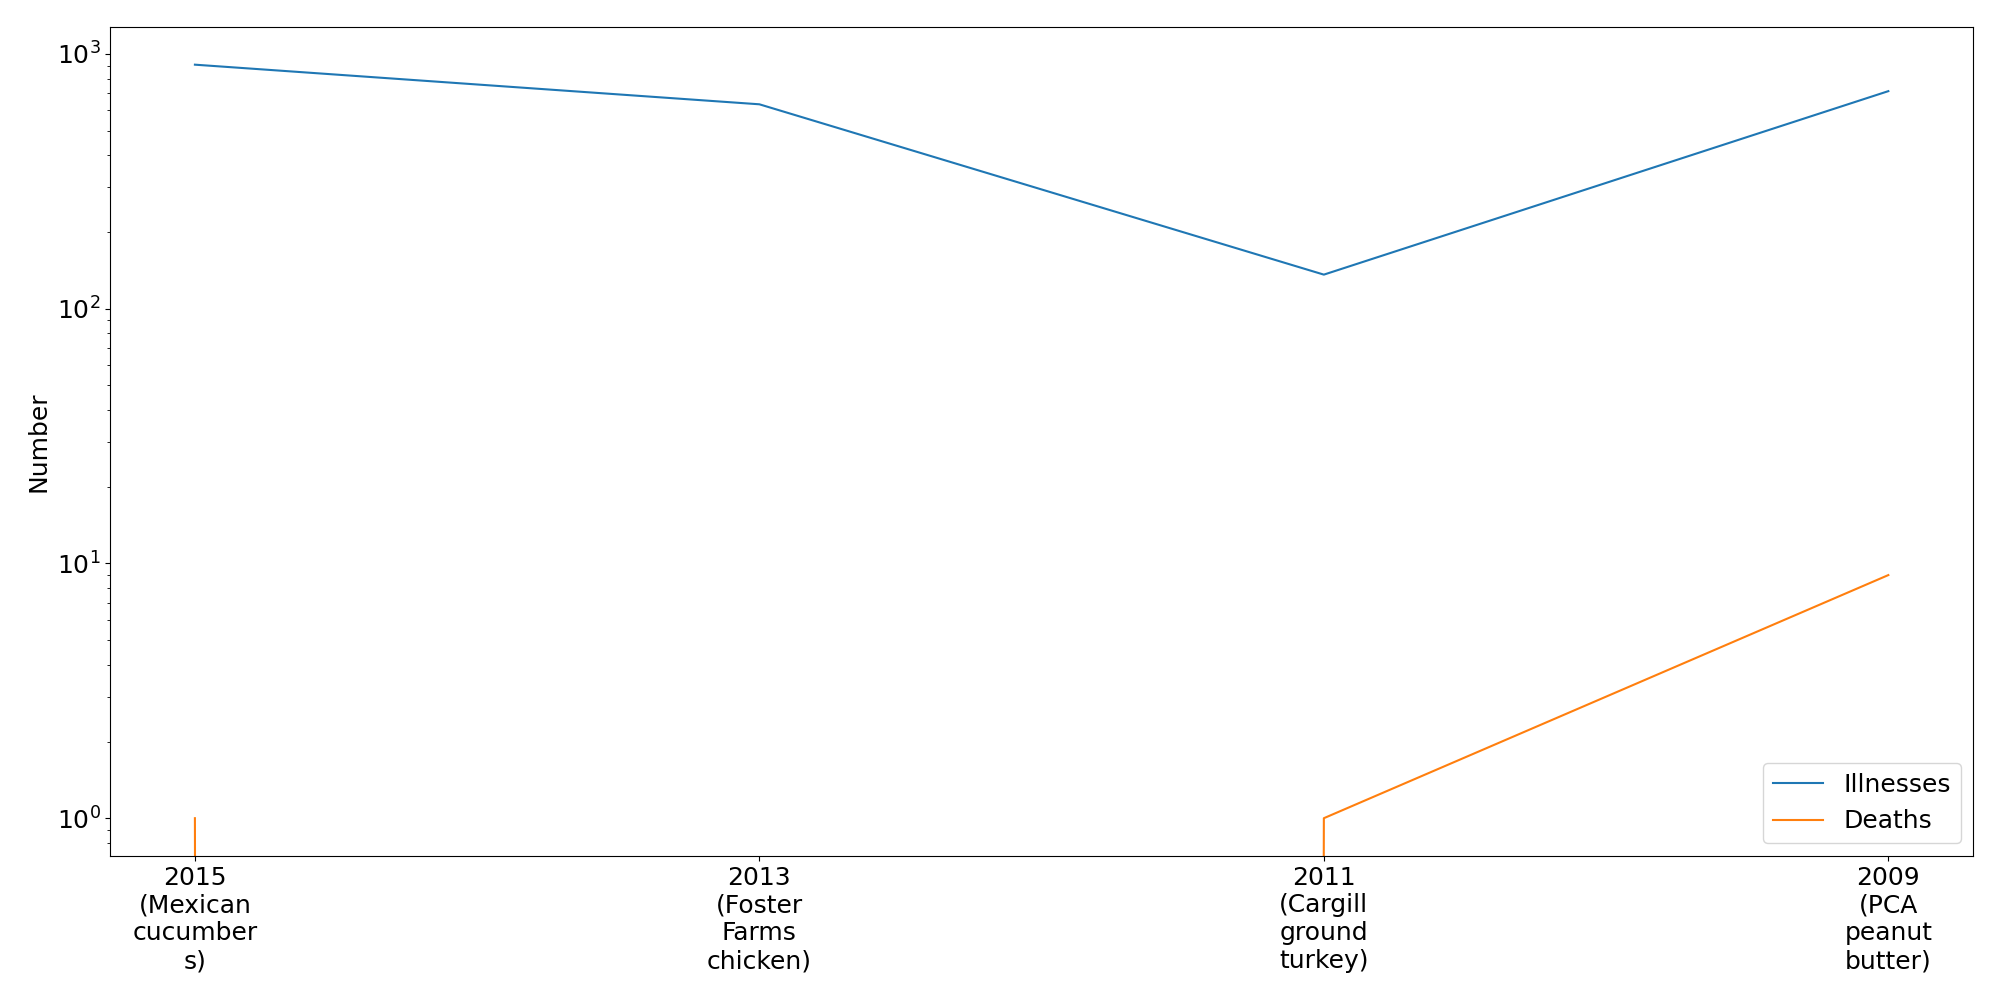 10³
10²
10¹
10⁰
Number
Illnesses
Deaths
2015
(Mexican
cucumber
s)
2013
(Foster
Farms
chicken)
2011
(Cargill
ground
turkey)
2009
(PCA
peanut
butter)